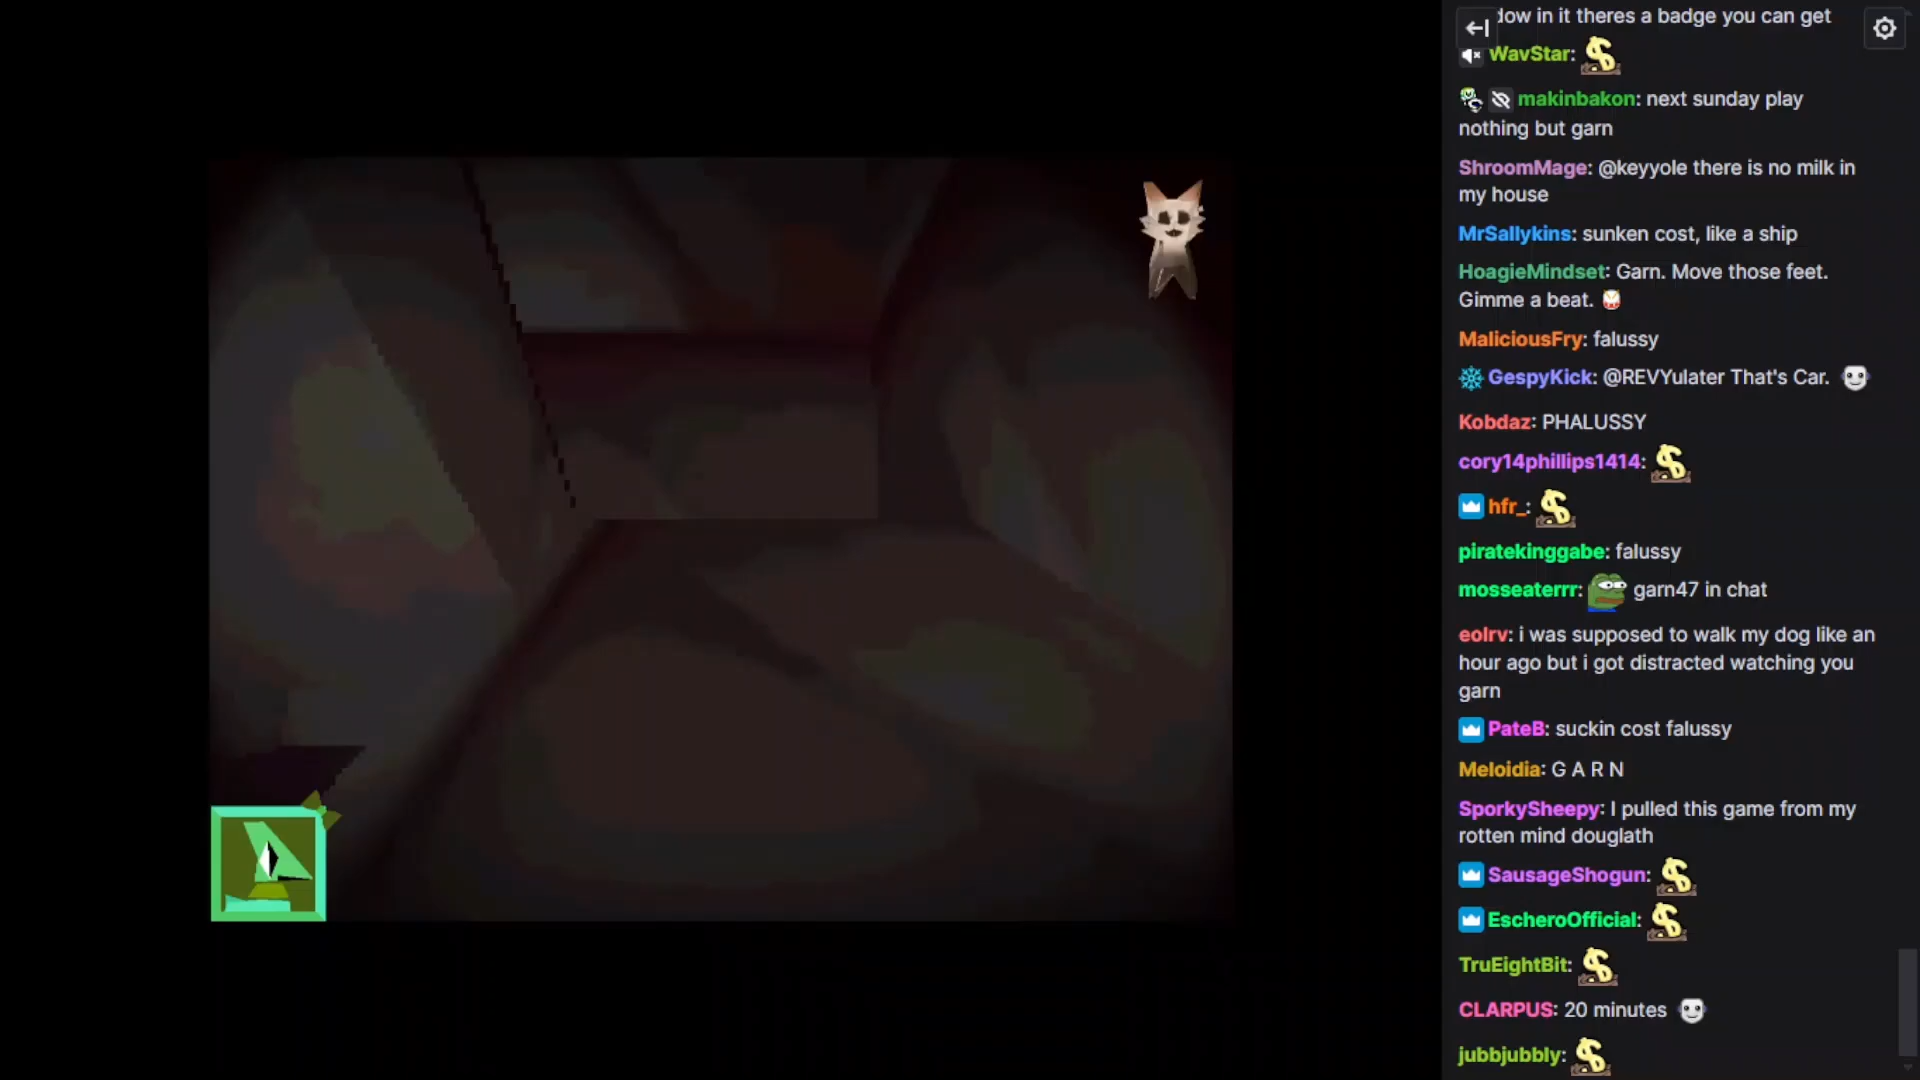 dow in it theres a badge you can get
WavStar:
makinbakon: next sunday play
nothing but garn
ShroomMage: @keyyole there is no milk in
my house
MrSallykins: sunken cost, like a ship
HoagieMindset: Garn. Move those feet.
Gimme a beat.
MaliciousFry: falussy
GespyKick: @REVYulater That's Car.
Kobdaz: PHALUSSY
cory14phillips1414:
hfr_:
piratekinggabe: falussy
mosseaterrr: garn47 in chat
eolrv: i was supposed to walk my dog like an
hour ago but i got distracted watching you
garn
PateB: suckin cost falussy
Meloidia: G A R N
SporkySheepy: I pulled this game from my
rotten mind douglath
SausageShogun:
EscheroOfficial:
TruEightBit:
CLARPUS: 20 minutes
jubbjubbly: